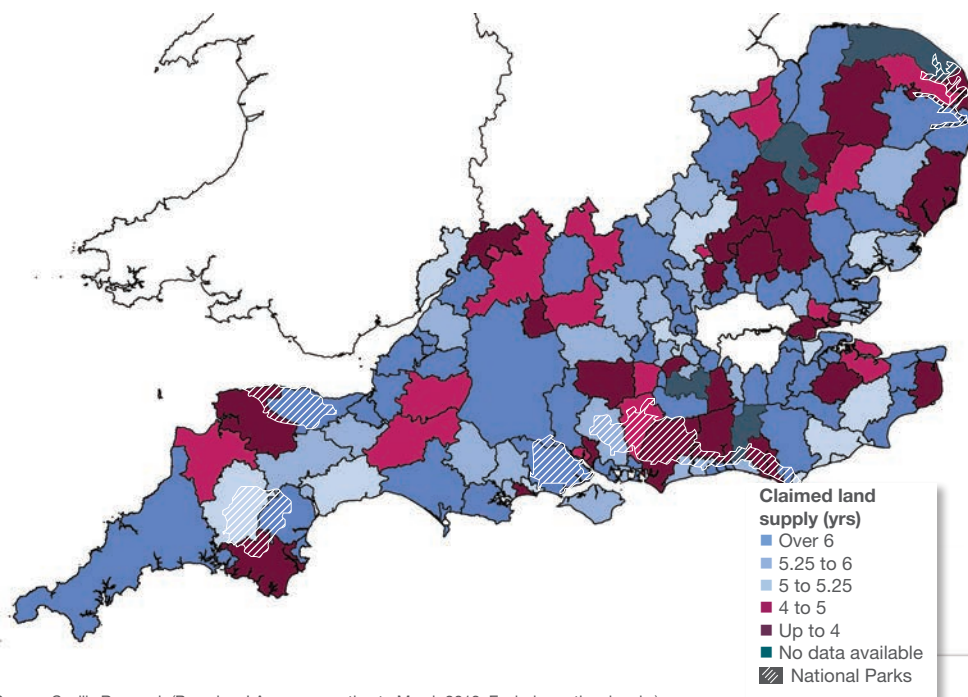 Claimed land
supply (yrs)
Over 6
5.25 to 6
5 to 5.25
4 to 5
Up to 4
No data available
National Parks